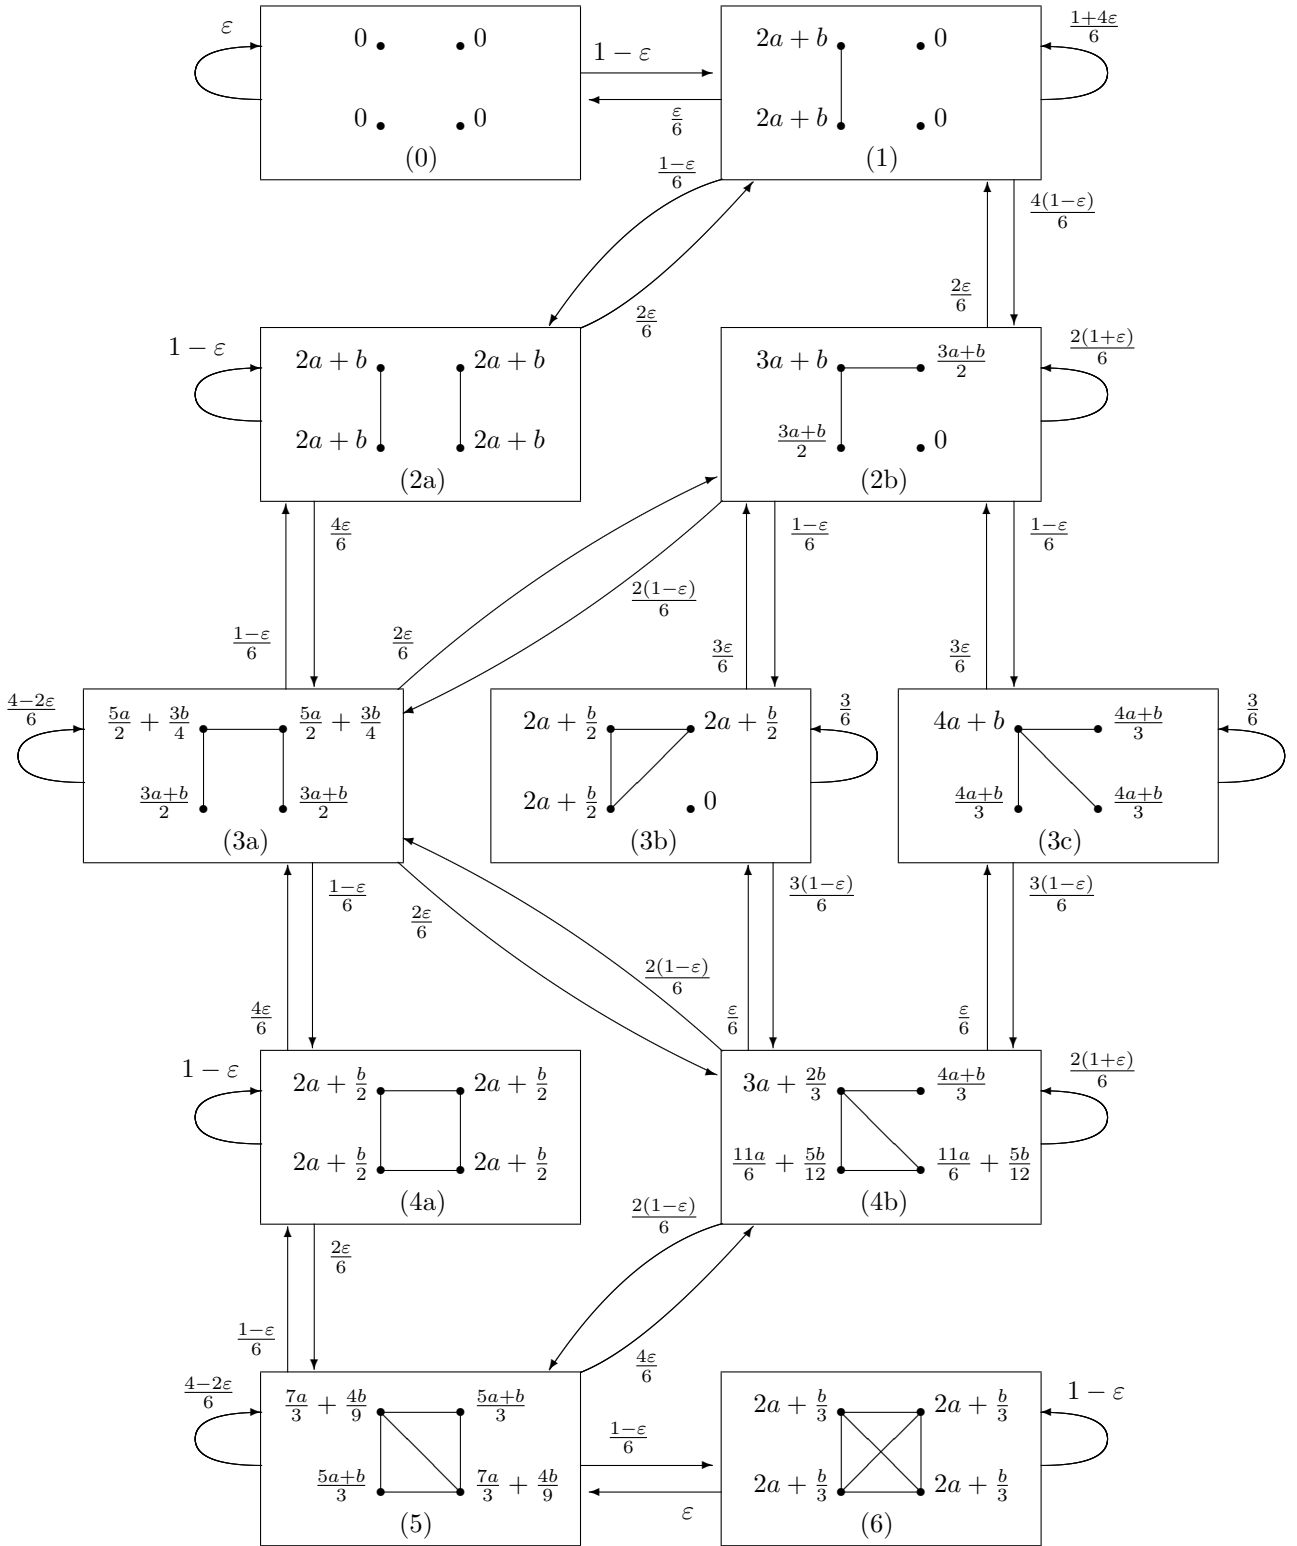 ε
0 0
0 0
(0)
1 − ε
ε/6
2a + b 0
2a + b 0
(1)
(1+4ε)/6
(1−ε)/6
2ε/6
4(1−ε)/6
2ε/6
1 − ε
2a + b 2a + b
2a + b 2a + b
(2a)
3a + b (3a+b)/2
(3a+b)/2 0
(2b)
2(1+ε)/6
4ε/6
(1−ε)/6
2ε/6
2(1−ε)/6
(1−ε)/6
3ε/6
(1−ε)/6
3ε/6
(4−2ε)/6
5a/2 + 3b/4 5a/2 + 3b/4
(3a+b)/2 (3a+b)/2
(3a)
2a + b/2 2a + b/2
2a + b/2 0
(3b)
3/6
4a + b (4a+b)/3
(4a+b)/3 (4a+b)/3
(3c)
3/6
(1−ε)/6
4ε/6
2ε/6
2(1−ε)/6
3(1−ε)/6
ε/6
3(1−ε)/6
ε/6
1 − ε
2a + b/2 2a + b/2
2a + b/2 2a + b/2
(4a)
3a + 2b/3 (4a+b)/3
11a/6 + 5b/12 11a/6 + 5b/12
(4b)
2(1+ε)/6
2ε/6
(1−ε)/6
2(1−ε)/6
4ε/6
(4−2ε)/6
7a/3 + 4b/9 (5a+b)/3
(5a+b)/3 7a/3 + 4b/9
(5)
(1−ε)/6
ε
2a + b/3 2a + b/3
2a + b/3 2a + b/3
(6)
1 − ε